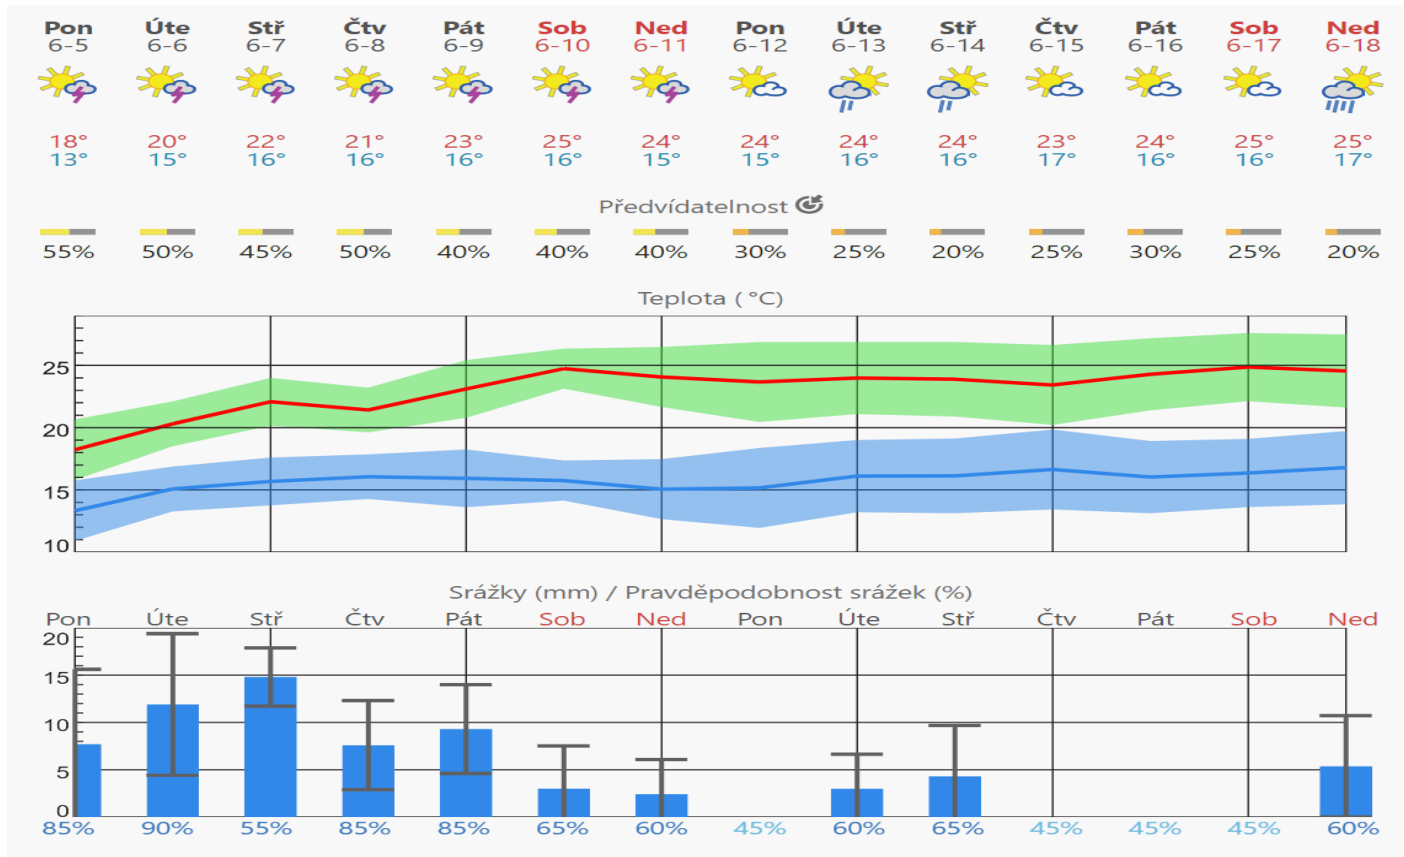 Pon Úte Stř Čtv Pát Sob Ned Pon Úte Stř Čtv Pát Sob Ned
6-5 6-6 6-7 6-8 6-9 6-10 6-11 6-12 6-13 6-14 6-15 6-16 6-17 6-18
18° 20° 22° 21° 23° 25° 24° 24° 24° 24° 23° 24° 25° 25°
13° 15° 16° 16° 16° 16° 15° 15° 16° 16° 17° 16° 16° 17°
Předvídatelnost
55% 50% 45% 50% 40% 40% 40% 30% 25% 20% 25% 30% 25% 20%
Teplota ( °C)
25
20
15
10
Srážky (mm) / Pravděpodobnost srážek (%)
Pon Úte Stř Čtv Pát Sob Ned Pon Úte Stř Čtv Pát Sob Ned
20
15
10
5
0
85% 90% 55% 85% 85% 65% 60% 45% 60% 65% 45% 45% 45% 60%